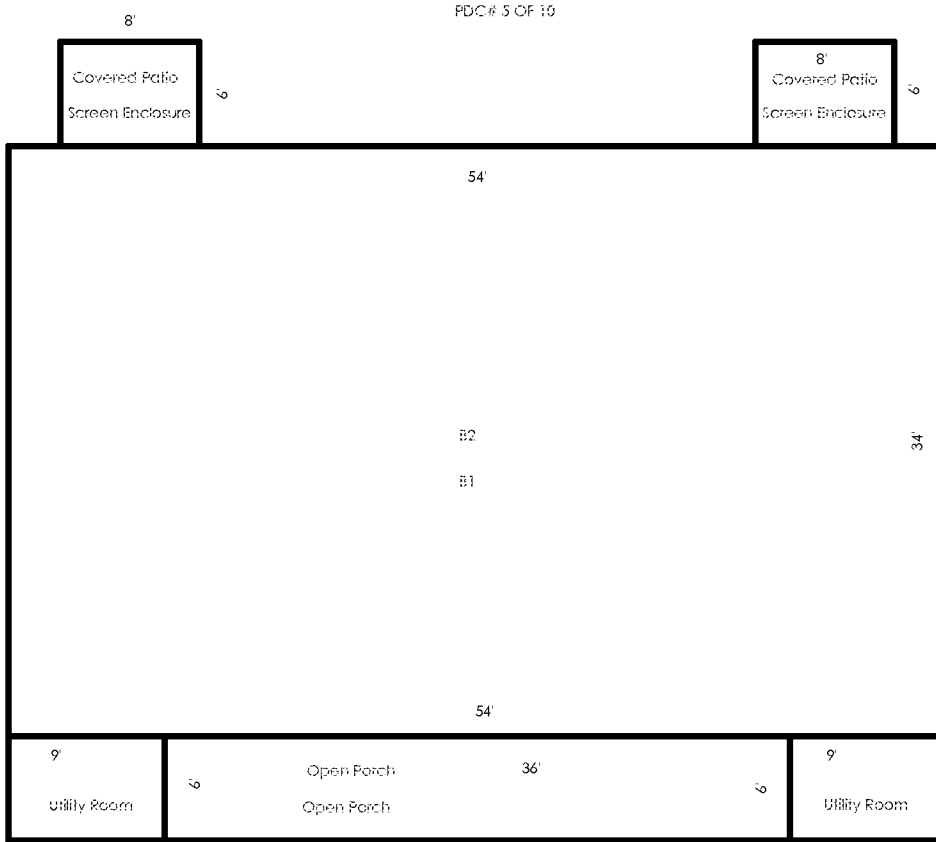 PDC# 5 OF 10
8'
Covered Patio
Screen Enclosure
6'
8'
Covered Patio
Screen Enclosure
6'
54'
B2
B1
34'
54'
9'
Utility Room
6'
Open Porch
Open Porch
36'
6'
9'
Utility Room